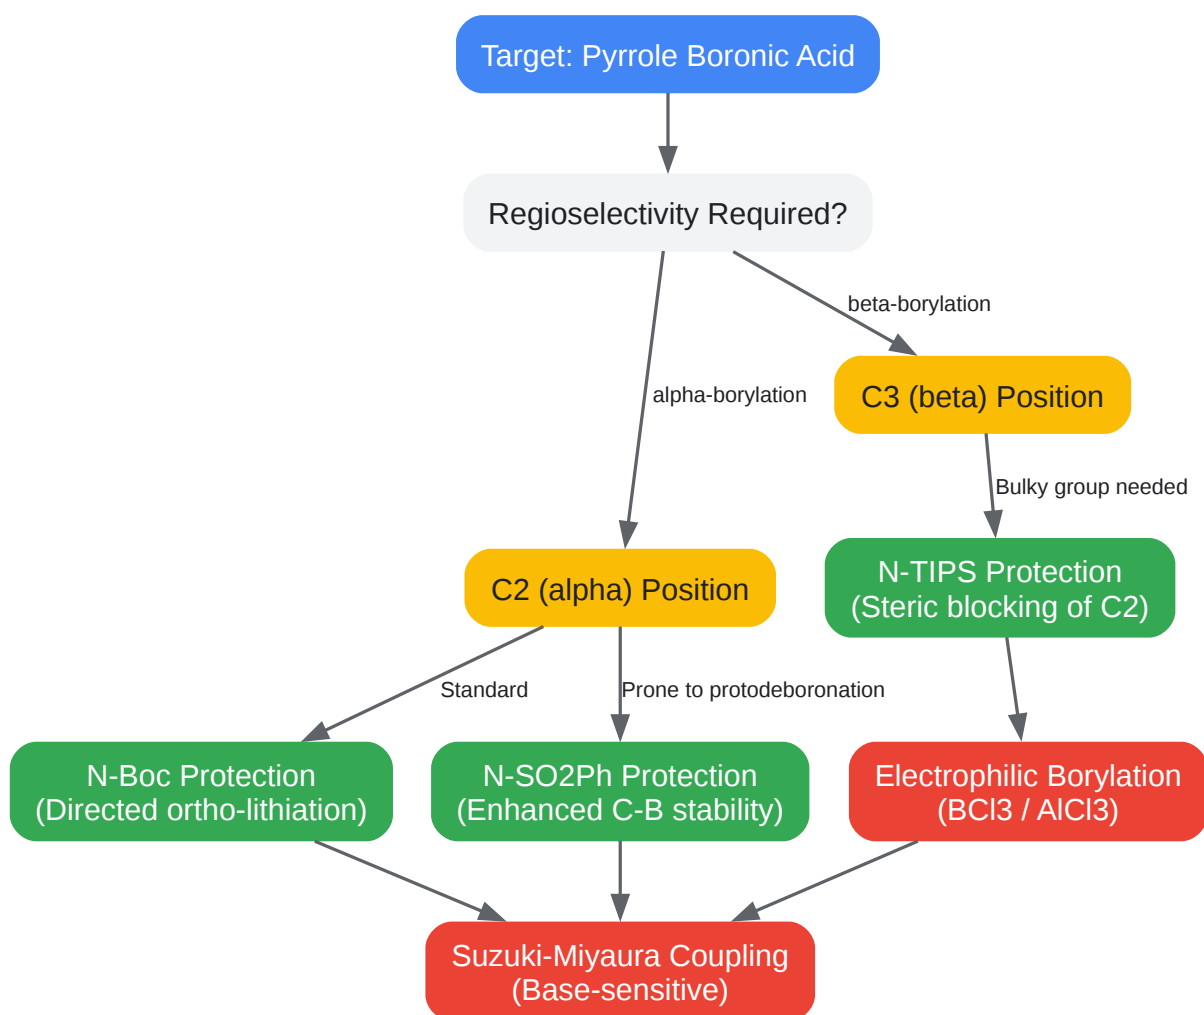 Target: Pyrrole Boronic Acid
Regioselectivity Required?
beta-borylation
alpha-borylation
C3 (beta) Position
Bulky group needed
N-TIPS Protection
(Steric blocking of C2)
C2 (alpha) Position
Standard
Prone to protodeboronation
N-Boc Protection
(Directed ortho-lithiation)
N-SO2Ph Protection
(Enhanced C-B stability)
Electrophilic Borylation
(BCl3 / AlCl3)
Suzuki-Miyaura Coupling
(Base-sensitive)